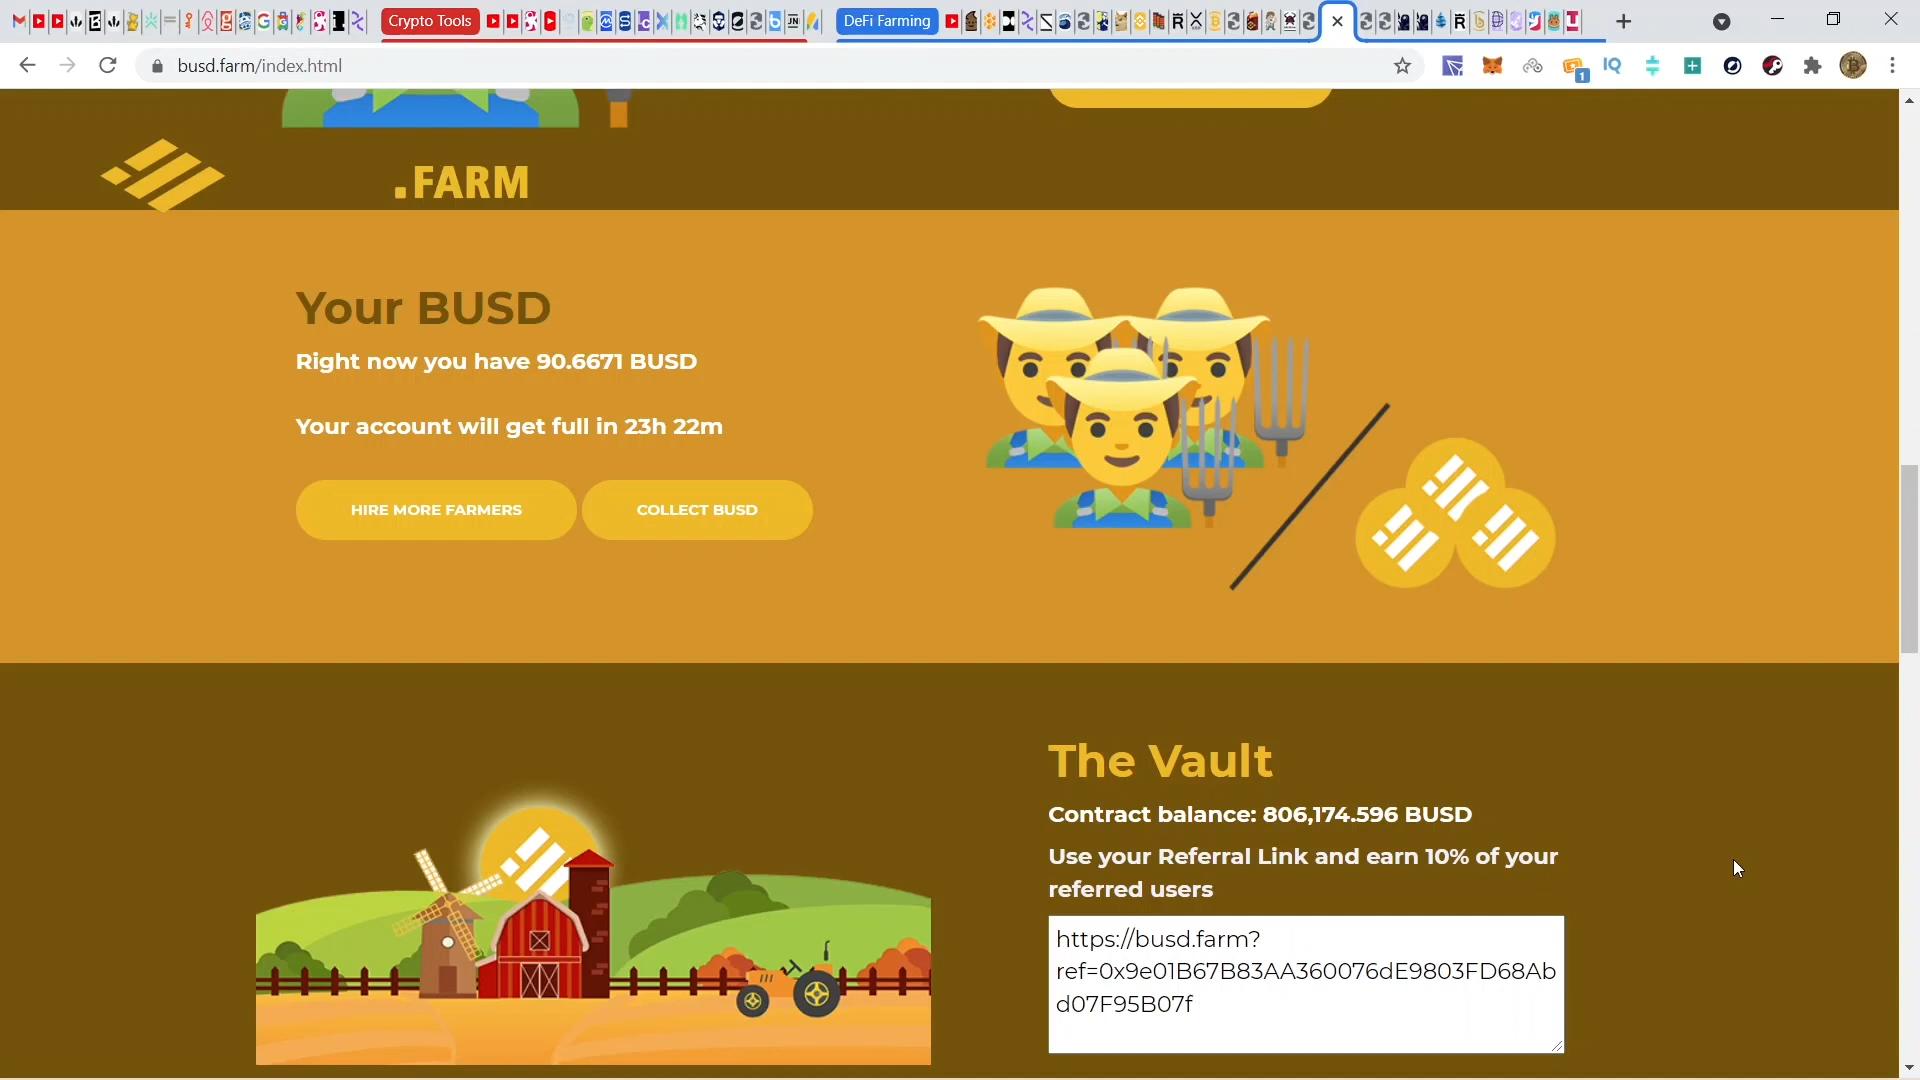 Crypto Tools
DeFi Farming
busd.farm/index.html
1
.FARM
Your BUSD
Right now you have 90.6671 BUSD
Your account will get full in 23h 22m
HIRE MORE FARMERS
COLLECT BUSD
The Vault
Contract balance: 806,174.596 BUSD
Use your Referral Link and earn 10% of your
referred users
https://busd.farm?
ref=0x9e01B67B83AA360076dE9803FD68Ab
d07F95B07f